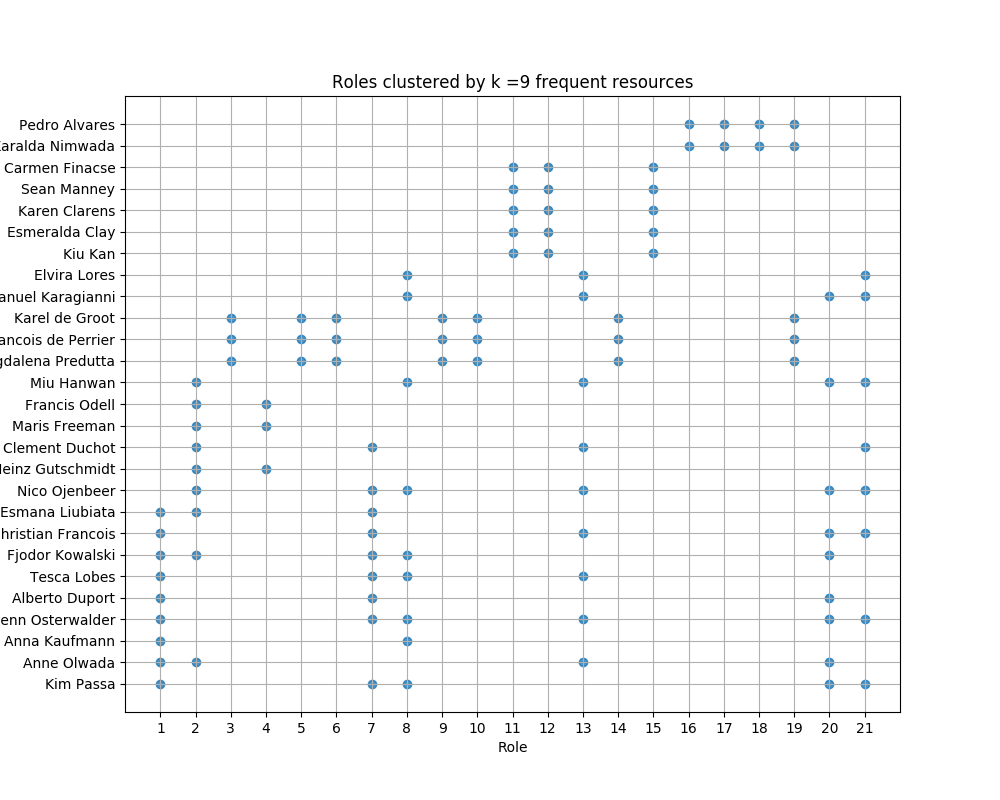 Roles clustered by k =9 frequent resources
Pedro Alvares
aralda Nimwada
Carmen Finacse
Sean Manney
Karen Clarens
Esmeralda Clay
Kiu Kan
Elvira Lores
anuel Karagianni
Karel de Groot
ancois de Perrier
gdalena Predutta
Miu Hanwan
Francis Odell
Maris Freeman
Clement Duchot
einz Gutschmidt
Nico Ojenbeer
Esmana Liubiata
hristian Francois
Fjodor Kowalski
Tesca Lobes
Alberto Duport
enn Osterwalder
Anna Kaufmann
Anne Olwada
Kim Passa
1 2 3 4 5 6 7 8 9 10 11 12 13 14 15 16 17 18 19 20 21
Role